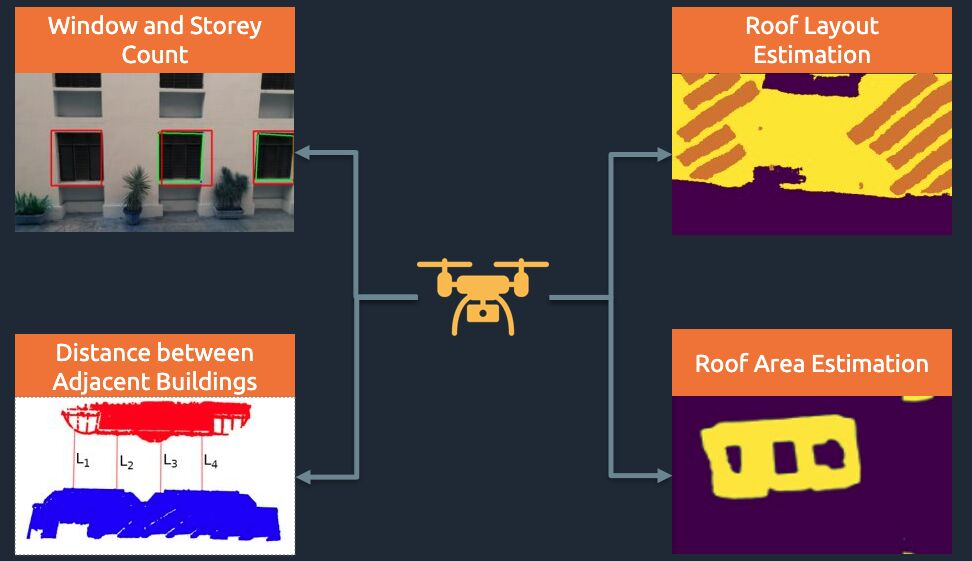 Window and Storey
Count
Roof Layout
Estimation
Distance between
Adjacent Buildings
L1
L2
L3
L4
Roof Area Estimation